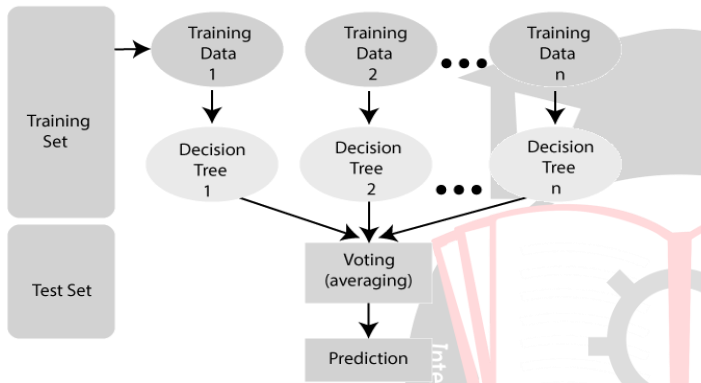 Training
Data
1
Training
Data
2
Training
Data
n
Training
Set
Decision
Tree
1
Decision
Tree
2
Decision
Tree
n
Test Set
Voting
(averaging)
Prediction
Inte